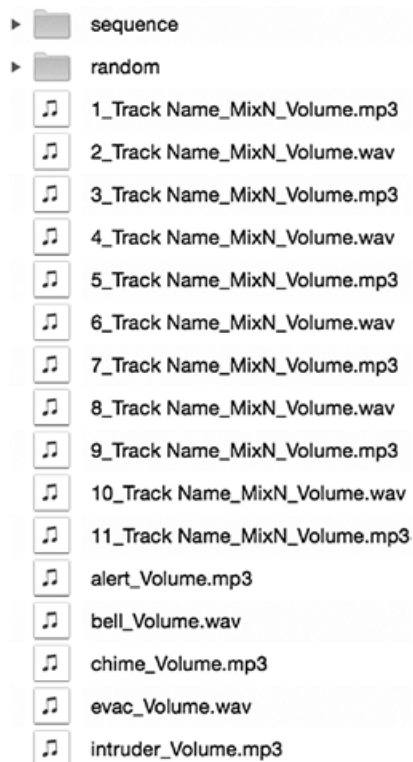 sequence
random
1_Track Name_MixN_Volume.mp3
2_Track Name_MixN_Volume.wav
3_Track Name_MixN_Volume.mp3
4_Track Name_MixN_Volume.wav
5_Track Name_MixN_Volume.mp3
6_Track Name_MixN_Volume.wav
7_Track Name_MixN_Volume.mp3
8_Track Name_MixN_Volume.wav
9_Track Name_MixN_Volume.mp3
10_Track Name_MixN_Volume.wav
11_Track Name_MixN_Volume.mp3
alert_Volume.mp3
bell_Volume.wav
chime_Volume.mp3
evac_Volume.wav
intruder_Volume.mp3